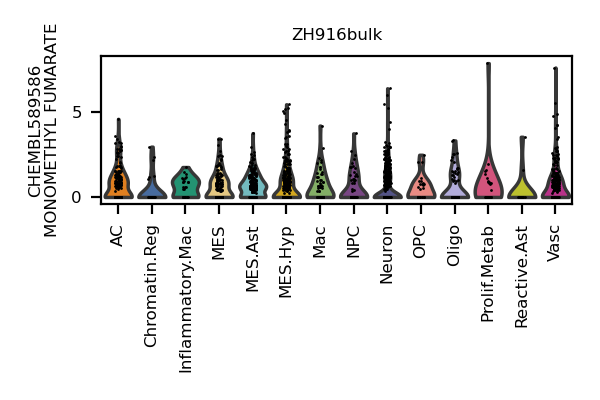 ZH916bulk
CHEMBL589586
MONOMETHYL FUMARATE
5
0
AC
Chromatin.Reg
Inflammatory.Mac
MES
MES.Ast
MES.Hyp
Mac
NPC
Neuron
OPC
Oligo
Prolif.Metab
Reactive.Ast
Vasc